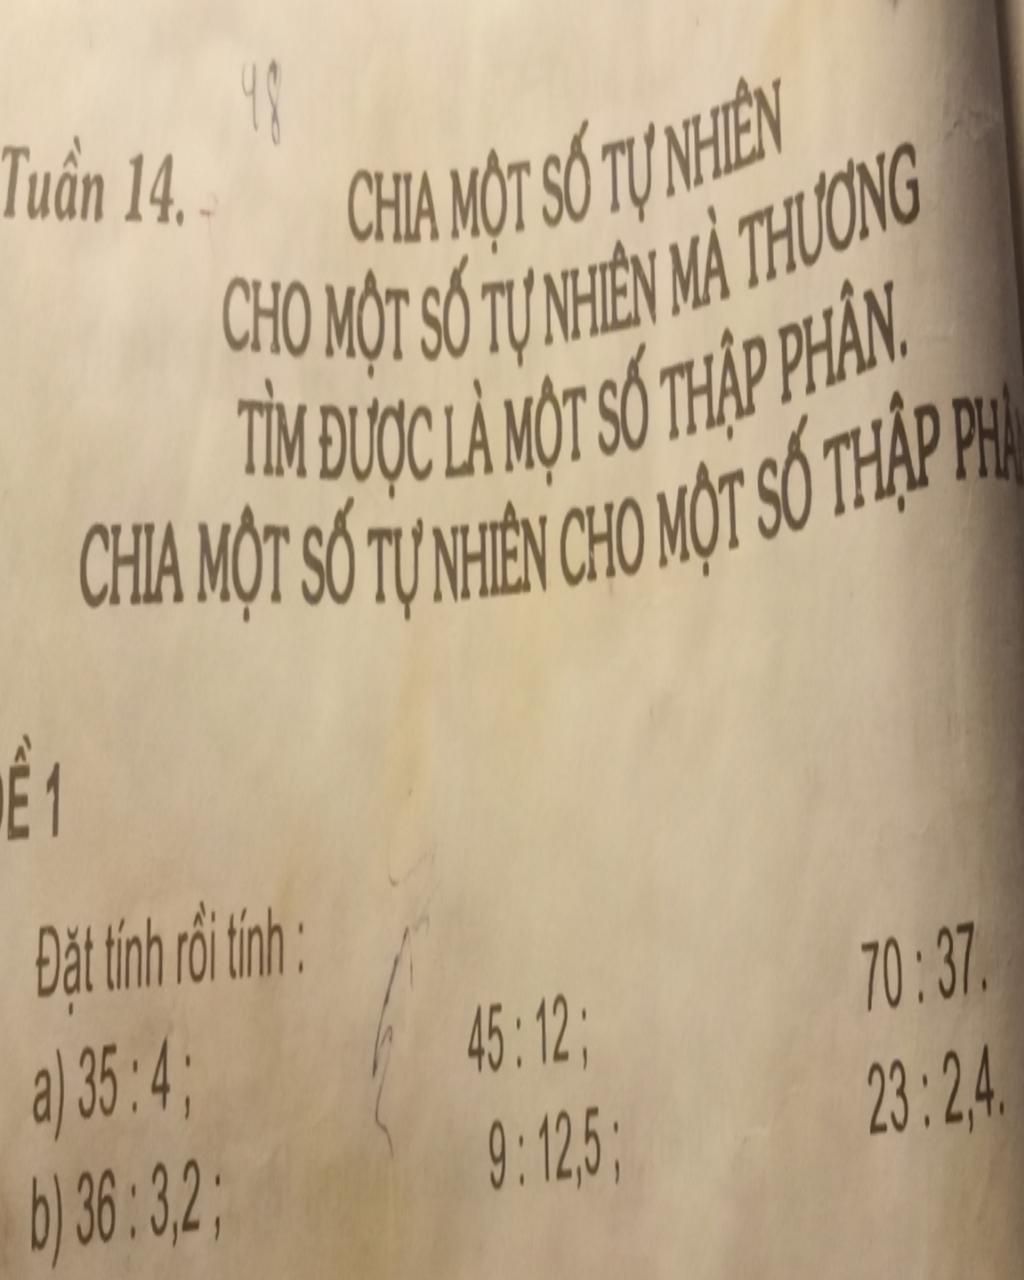 48
Tuần 14.
CHIA MỘT SỐ TỰ NHIÊN
CHO MỘT SỐ TỰ NHIÊN MÀ THƯƠNG
TÌM ĐƯỢC LÀ MỘT SỐ THẬP PHÂN.
CHIA MỘT SỐ TỰ NHIÊN CHO MỘT SỐ THẬP
ĐỀ 1
Đặt tính rồi tính :
a) 35 : 4 ; 45 : 12 ; 70 : 37.
b) 36 : 3,2 ; 9 : 12,5 ; 23 : 2,4.